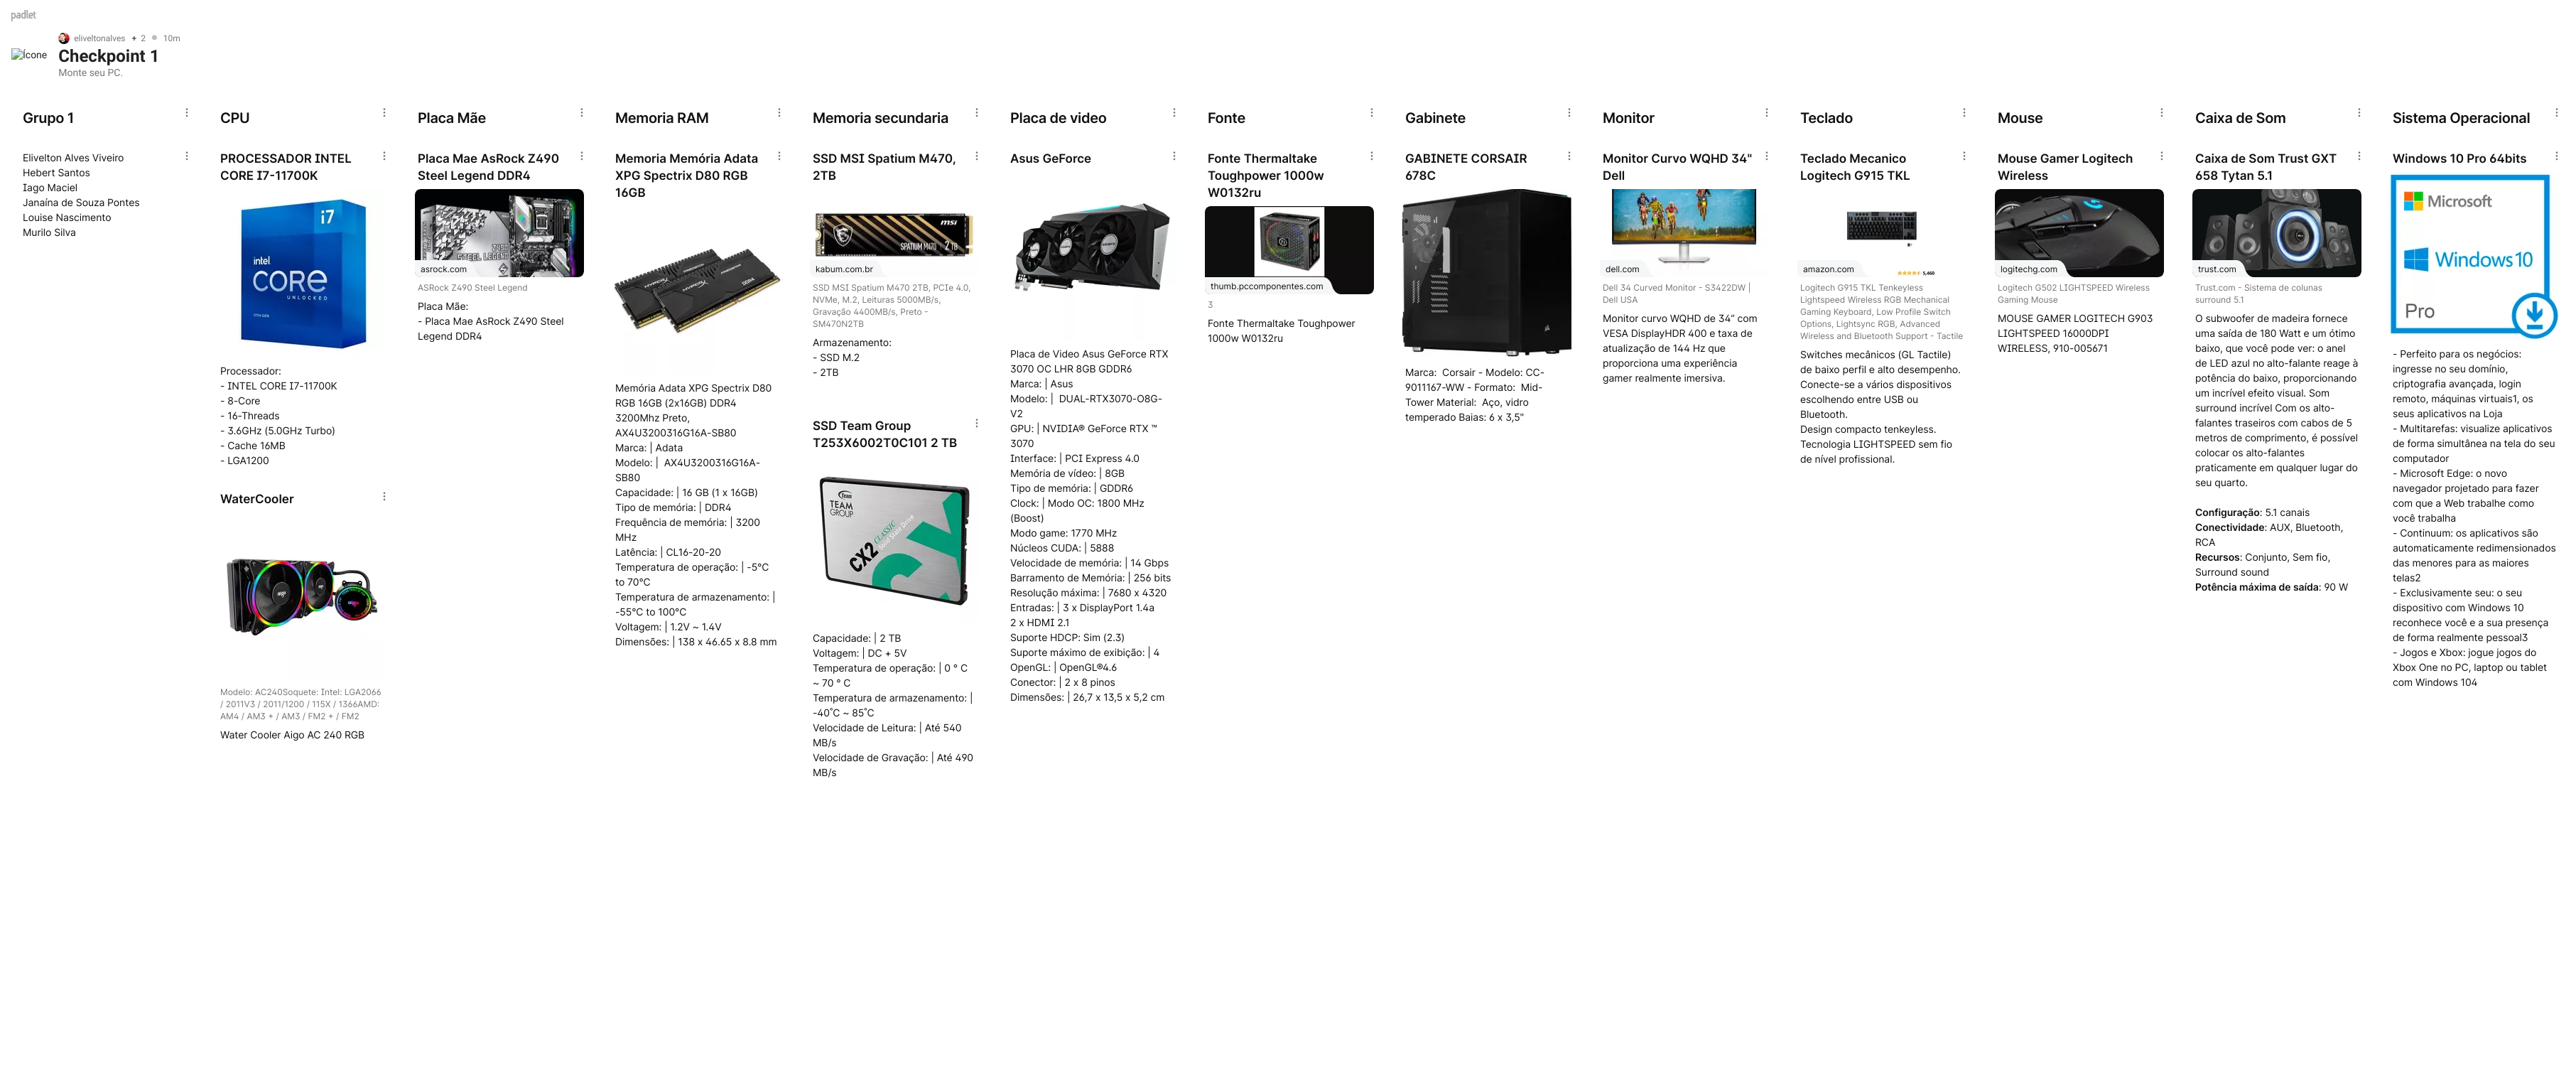 padlet
Ícone
eliveltonalves + 2 10m
Checkpoint 1
Monte seu PC.
Grupo 1
Elivelton Alves Viveiro
Hebert Santos
Iago Maciel
Janaína de Souza Pontes
Louise Nascimento
Murilo Silva
CPU
PROCESSADOR INTEL
CORE I7-11700K
i7
intel
CORE
UNLOCKED
Processador:
- INTEL CORE I7-11700K
- 8-Core
- 16-Threads
- 3.6GHz (5.0GHz Turbo)
- Cache 16MB
- LGA1200
WaterCooler
Modelo: AC240Soquete: Intel: LGA2066
/ 2011V3 / 2011/1200 / 115X / 1366AMD:
AM4 / AM3 + / AM3 / FM2 + / FM2
Water Cooler Aigo AC 240 RGB
Placa Mãe
Placa Mae AsRock Z490
Steel Legend DDR4
STEEL LEGEND
asrock.com
ASRock Z490 Steel Legend
Placa Mãe:
- Placa Mae AsRock Z490 Steel
Legend DDR4
Memoria RAM
Memoria Memória Adata
XPG Spectrix D80 RGB
16GB
Memória Adata XPG Spectrix D80
RGB 16GB (2x16GB) DDR4
3200Mhz Preto,
AX4U3200316G16A-SB80
Marca: | Adata
Modelo: |  AX4U3200316G16A-
SB80
Capacidade: | 16 GB (1 x 16GB)
Tipo de memória: | DDR4
Frequência de memória: | 3200
MHz
Latência: | CL16-20-20
Temperatura de operação: | -5°C
to 70°C
Temperatura de armazenamento: |
-55°C to 100°C
Voltagem: | 1.2V ~ 1.4V
Dimensões: | 138 x 46.65 x 8.8 mm
Memoria secundaria
SSD MSI Spatium M470,
2TB
msi
SPATIUM M470 2 TB
kabum.com.br
SSD MSI Spatium M470 2TB, PCIe 4.0,
NVMe, M.2, Leituras 5000MB/s,
Gravação 4400MB/s, Preto -
SM470N2TB
Armazenamento:
- SSD M.2
- 2TB
SSD Team Group
T253X6002T0C101 2 TB
Team
TEAM
GROUP
CX2
CLASSIC
Solid State Drive
Capacidade: | 2 TB
Voltagem: | DC + 5V
Temperatura de operação: | 0 ° C
~ 70 ° C
Temperatura de armazenamento: |
-40˚C ~ 85˚C
Velocidade de Leitura: | Até 540
MB/s
Velocidade de Gravação: | Até 490
MB/s
Placa de video
Asus GeForce
Placa de Video Asus GeForce RTX
3070 OC LHR 8GB GDDR6
Marca: | Asus
Modelo: |  DUAL-RTX3070-O8G-
V2
GPU: | NVIDIA® GeForce RTX ™
3070
Interface: | PCI Express 4.0
Memória de vídeo: | 8GB
Tipo de memória: | GDDR6
Clock: | Modo OC: 1800 MHz
(Boost)
Modo game: 1770 MHz
Núcleos CUDA: | 5888
Velocidade de memória: | 14 Gbps
Barramento de Memória: | 256 bits
Resolução máxima: | 7680 x 4320
Entradas: | 3 x DisplayPort 1.4a
2 x HDMI 2.1
Suporte HDCP: Sim (2.3)
Suporte máximo de exibição: | 4
OpenGL: | OpenGL®4.6
Conector: | 2 x 8 pinos
Dimensões: | 26,7 x 13,5 x 5,2 cm
Fonte
Fonte Thermaltake
Toughpower 1000w
W0132ru
thumb.pccomponentes.com
3
Fonte Thermaltake Toughpower
1000w W0132ru
Gabinete
GABINETE CORSAIR
678C
Marca:  Corsair - Modelo: CC-
9011167-WW - Formato:  Mid-
Tower Material:  Aço, vidro
temperado Baias: 6 x 3,5"
Monitor
Monitor Curvo WQHD 34"
Dell
dell.com
Dell 34 Curved Monitor - S3422DW |
Dell USA
Monitor curvo WQHD de 34” com
VESA DisplayHDR 400 e taxa de
atualização de 144 Hz que
proporciona uma experiência
gamer realmente imersiva.
Teclado
Teclado Mecanico
Logitech G915 TKL
amazon.com
5,460
Logitech G915 TKL Tenkeyless
Lightspeed Wireless RGB Mechanical
Gaming Keyboard, Low Profile Switch
Options, Lightsync RGB, Advanced
Wireless and Bluetooth Support - Tactile
Switches mecânicos (GL Tactile)
de baixo perfil e alto desempenho.
Conecte-se a vários dispositivos
escolhendo entre USB ou
Bluetooth.
Design compacto tenkeyless.
Tecnologia LIGHTSPEED sem fio
de nível profissional.
Mouse
Mouse Gamer Logitech
Wireless
logitechg.com
Logitech G502 LIGHTSPEED Wireless
Gaming Mouse
MOUSE GAMER LOGITECH G903
LIGHTSPEED 16000DPI
WIRELESS, 910-005671
Caixa de Som
Caixa de Som Trust GXT
658 Tytan 5.1
trust.com
Trust.com - Sistema de colunas
surround 5.1
O subwoofer de madeira fornece
uma saída de 180 Watt e um ótimo
baixo, que você pode ver: o anel
de LED azul no alto-falante reage à
potência do baixo, proporcionando
um incrível efeito visual. Som
surround incrível Com os alto-
falantes traseiros com cabos de 5
metros de comprimento, é possível
colocar os alto-falantes
praticamente em qualquer lugar do
seu quarto.
Configuração: 5.1 canais
Conectividade: AUX, Bluetooth,
RCA
Recursos: Conjunto, Sem fio,
Surround sound
Potência máxima de saída: 90 W
Sistema Operacional
Windows 10 Pro 64bits
Microsoft
Windows10
Pro
- Perfeito para os negócios:
ingresse no seu domínio,
criptografia avançada, login
remoto, máquinas virtuais1, os
seus aplicativos na Loja
- Multitarefas: visualize aplicativos
de forma simultânea na tela do seu
computador
- Microsoft Edge: o novo
navegador projetado para fazer
com que a Web trabalhe como
você trabalha
- Continuum: os aplicativos são
automaticamente redimensionados
das menores para as maiores
telas2
- Exclusivamente seu: o seu
dispositivo com Windows 10
reconhece você e a sua presença
de forma realmente pessoal3
- Jogos e Xbox: jogue jogos do
Xbox One no PC, laptop ou tablet
com Windows 104